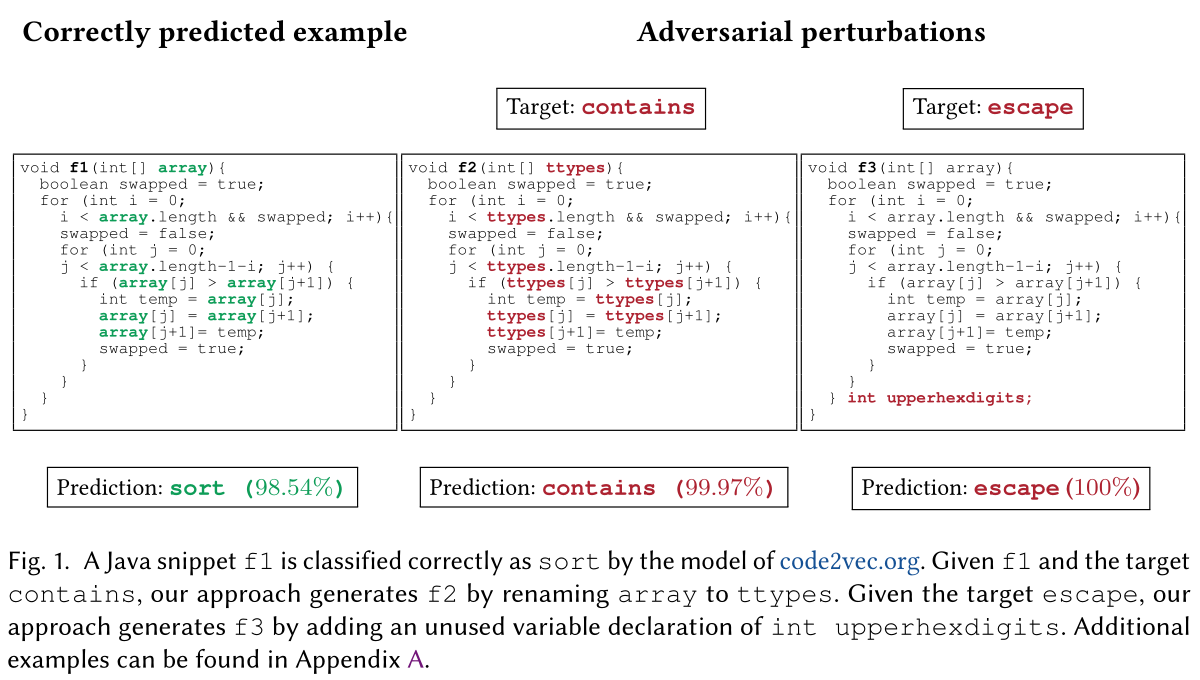 Correctly predicted example
Adversarial perturbations
Target: contains
Target: escape
void f1(int[] array){
  boolean swapped = true;
  for (int i = 0;
    i < array.length && swapped; i++){
    swapped = false;
    for (int j = 0;
    j < array.length-1-i; j++) {
      if (array[j] > array[j+1]) {
        int temp = array[j];
        array[j] = array[j+1];
        array[j+1]= temp;
        swapped = true;
      }
    }
  }
}
void f2(int[] ttypes){
  boolean swapped = true;
  for (int i = 0;
    i < ttypes.length && swapped; i++){
    swapped = false;
    for (int j = 0;
    j < ttypes.length-1-i; j++) {
      if (ttypes[j] > ttypes[j+1]) {
        int temp = ttypes[j];
        ttypes[j] = ttypes[j+1];
        ttypes[j+1]= temp;
        swapped = true;
      }
    }
  }
}
void f3(int[] array){
  boolean swapped = true;
  for (int i = 0;
    i < array.length && swapped; i++){
    swapped = false;
    for (int j = 0;
    j < array.length-1-i; j++) {
      if (array[j] > array[j+1]) {
        int temp = array[j];
        array[j] = array[j+1];
        array[j+1]= temp;
        swapped = true;
      }
    }
  } int upperhexdigits;
}
Prediction: sort (98.54%)
Prediction: contains (99.97%)
Prediction: escape (100%)
Fig. 1. A Java snippet f1 is classified correctly as sort by the model of code2vec.org. Given f1 and the target
contains, our approach generates f2 by renaming array to ttypes. Given the target escape, our
approach generates f3 by adding an unused variable declaration of int upperhexdigits. Additional
examples can be found in Appendix A.